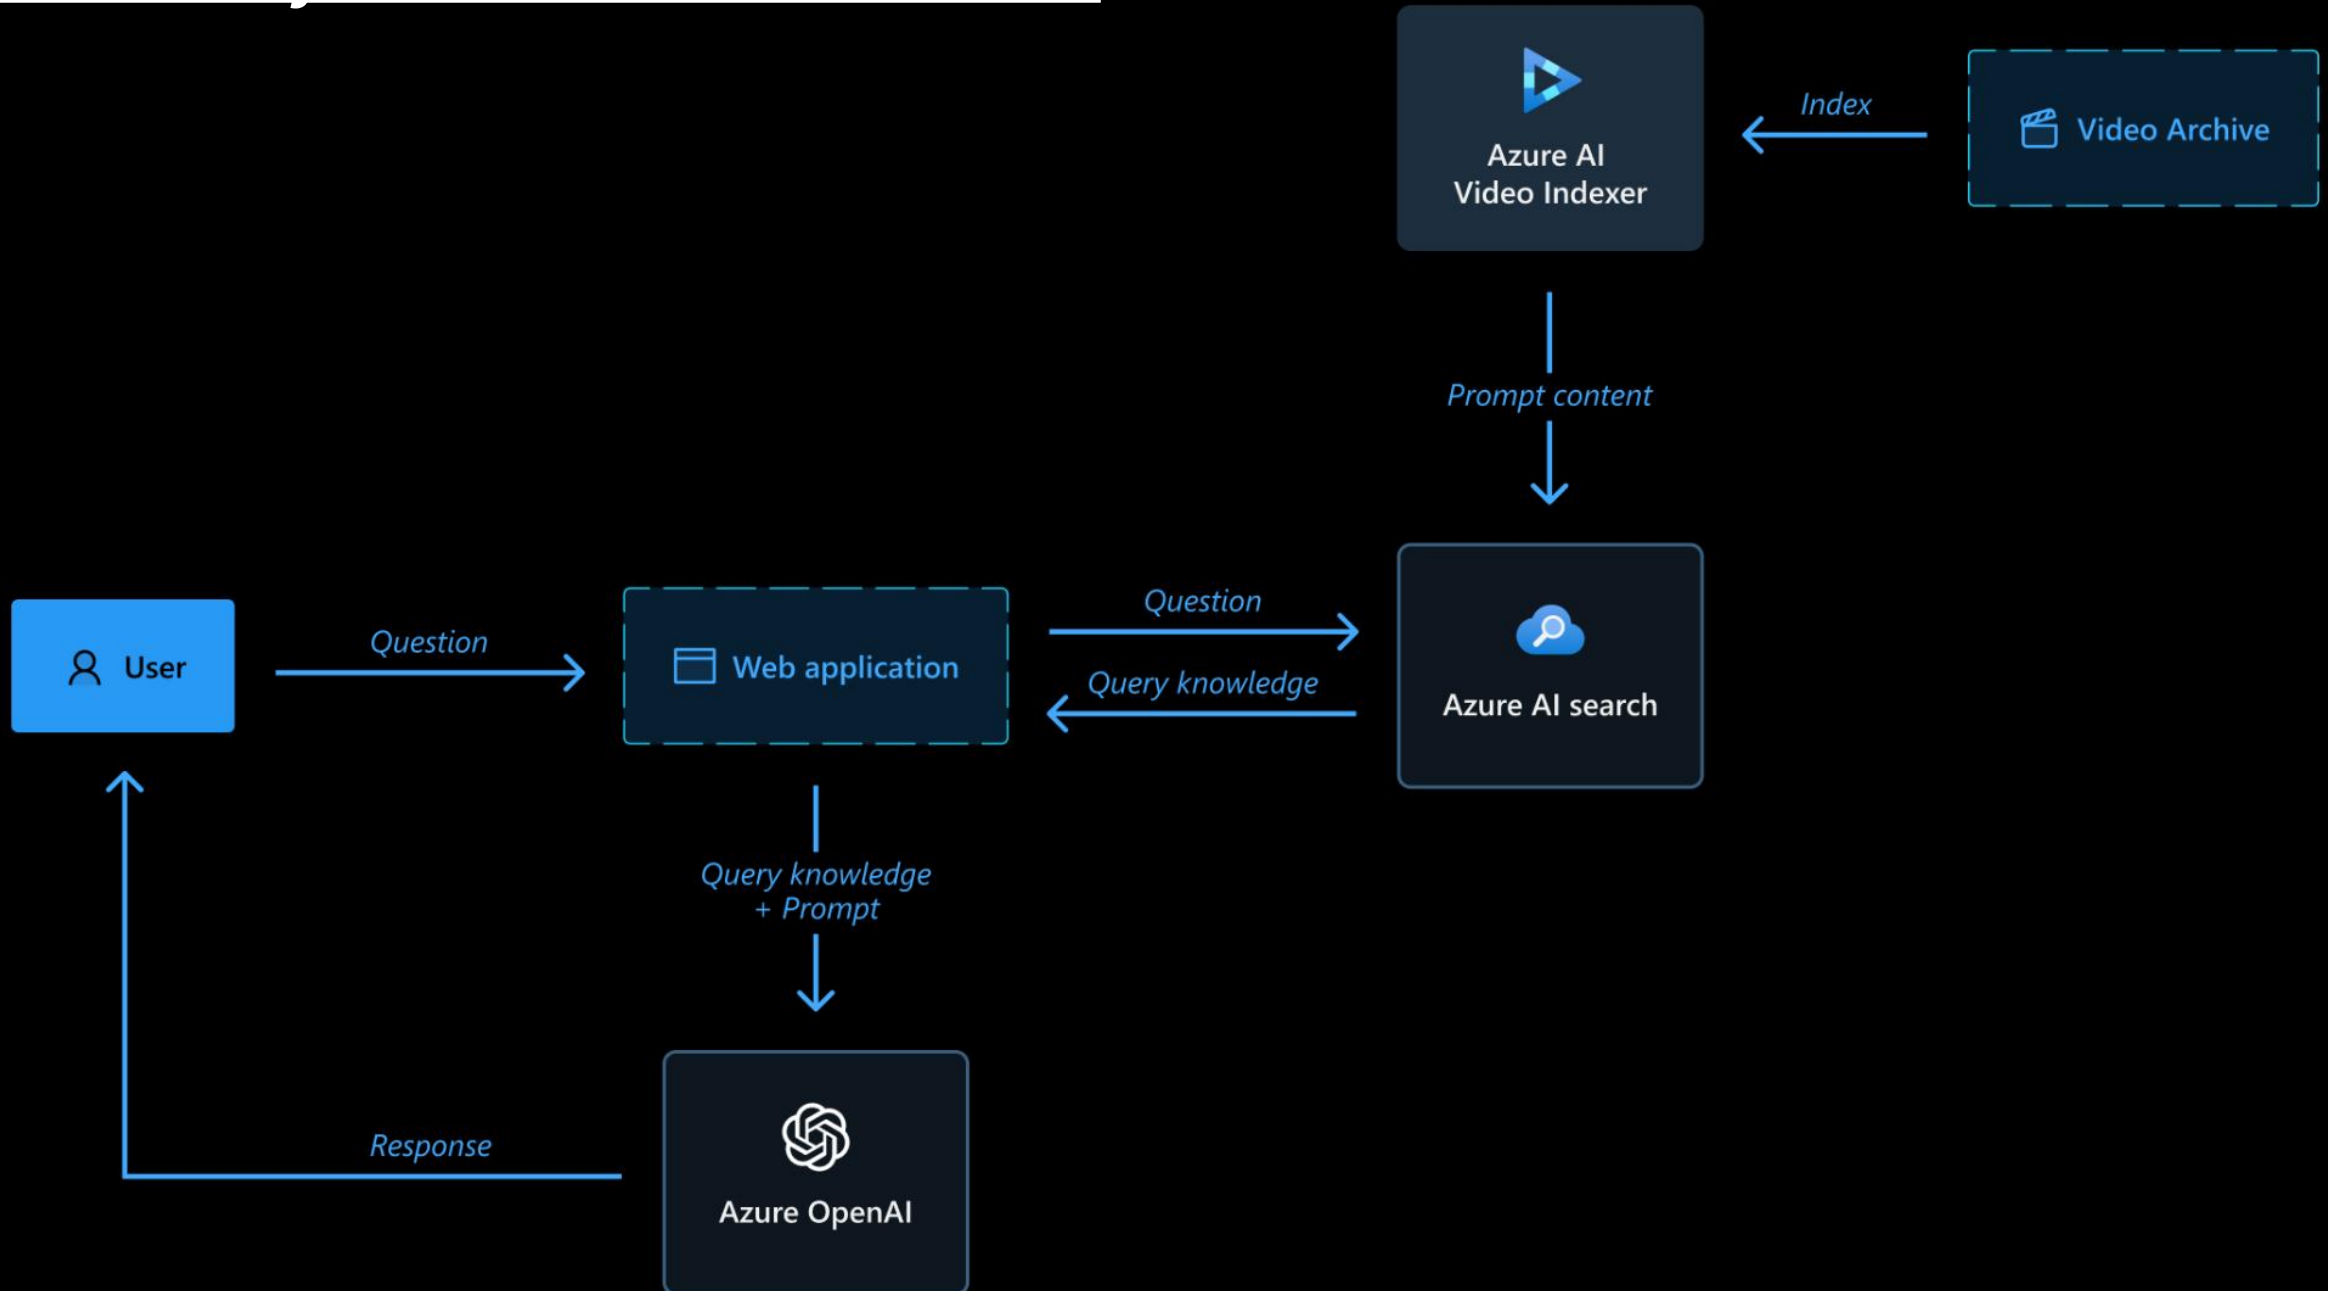 Azure AI
Video Indexer
Index
Video Archive
Prompt content
User
Question
Web application
Question
Query knowledge
Azure AI search
Query knowledge
+ Prompt
Response
Azure OpenAI